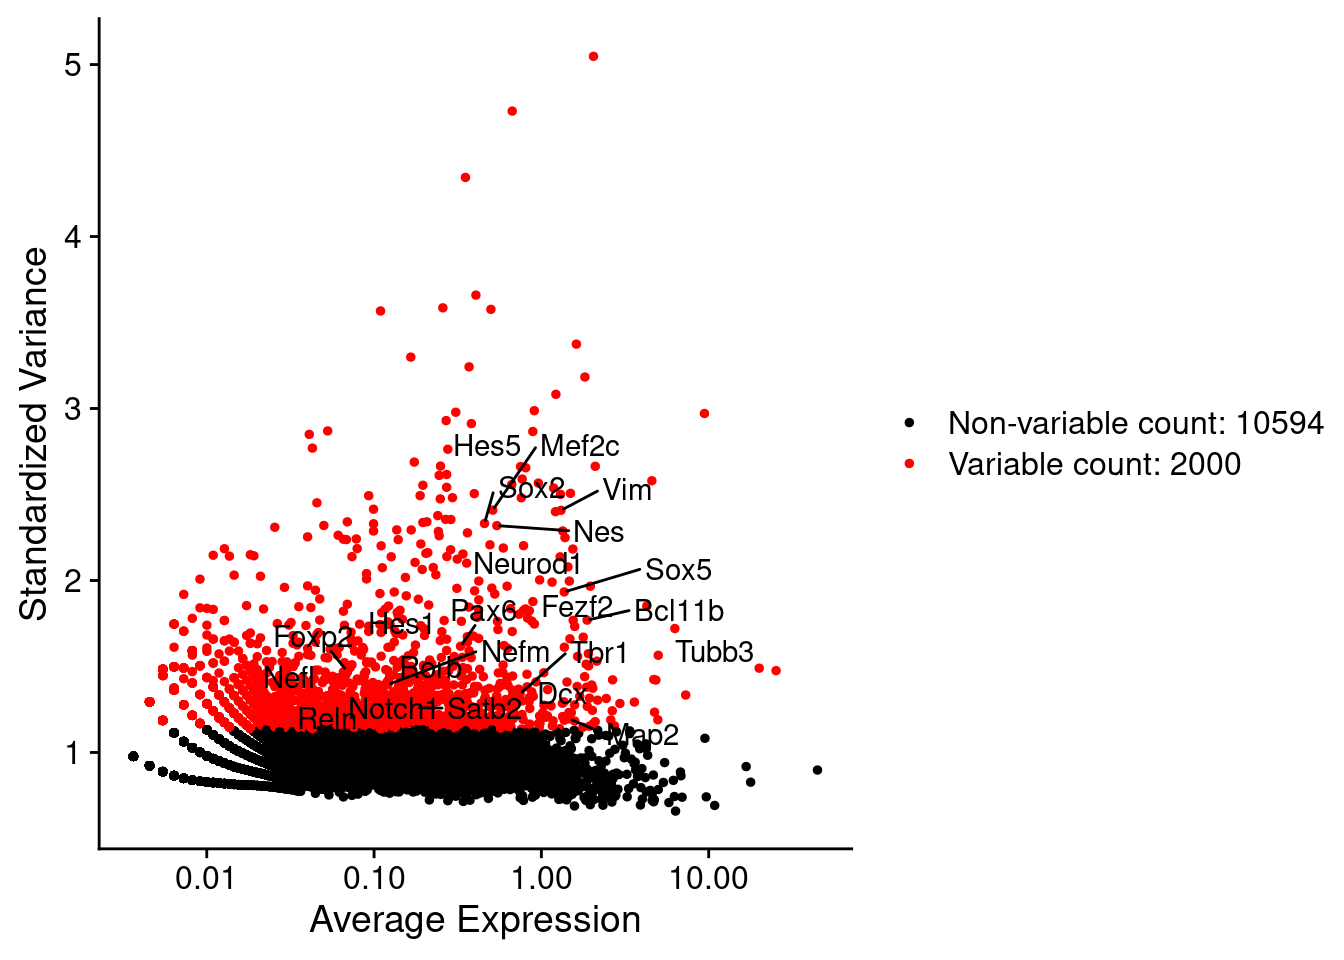 5
4
3
2
1
Standardized Variance
Hes5
Mef2c
Sox2
Vim
Nes
Neurod1
Sox5
Pax6
Fezf2
Bcl11b
Hes1
Foxp2
Nefm
Tbr1
Tubb3
Rorb
Nefl
Dcx
Notch1
Satb2
Reln
Map2
0.01
0.10
1.00
10.00
Average Expression
Non-variable count: 10594
Variable count: 2000